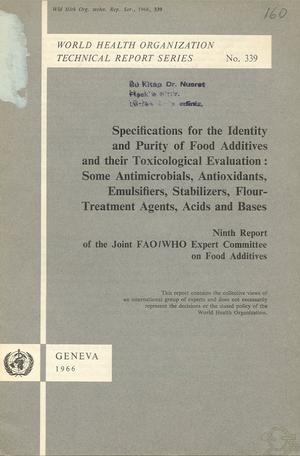 Wld Hlth Org. techn. Rep. Ser., 1966, 339
160
WORLD HEALTH ORGANIZATION
TECHNICAL REPORT SERIES
No. 339
Bu Kitap Dr. Nusret
Specifications for the Identity
and Purity of Food Additives
and their Toxicological Evaluation :
Some Antimicrobials, Antioxidants,
Emulsifiers, Stabilizers, Flour-
Treatment Agents, Acids and Bases
Ninth Report
of the Joint FAO/WHO Expert Committee
on Food Additives
This report contains the collective views of
an international group of experts and does not necessarily
represent the decisions or the stated policy of the
World Health Organization.
GENEVA
1966